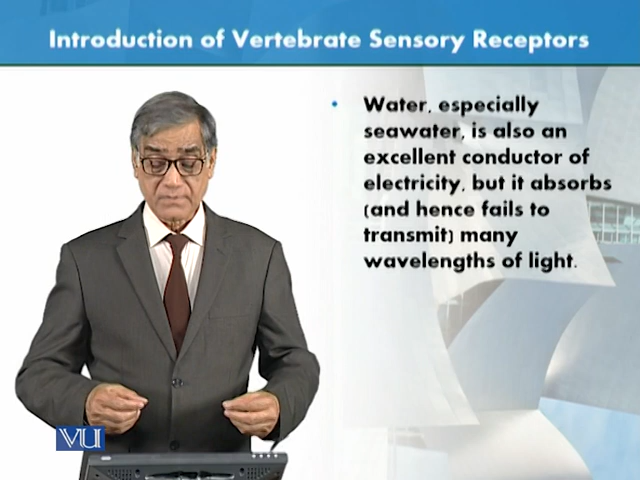 Introduction of Vertebrate Sensory Receptors
• Water, especially
seawater, is also an
excellent conductor of
electricity, but it absorbs
(and hence fails to
transmit) many
wavelengths of light.
VU